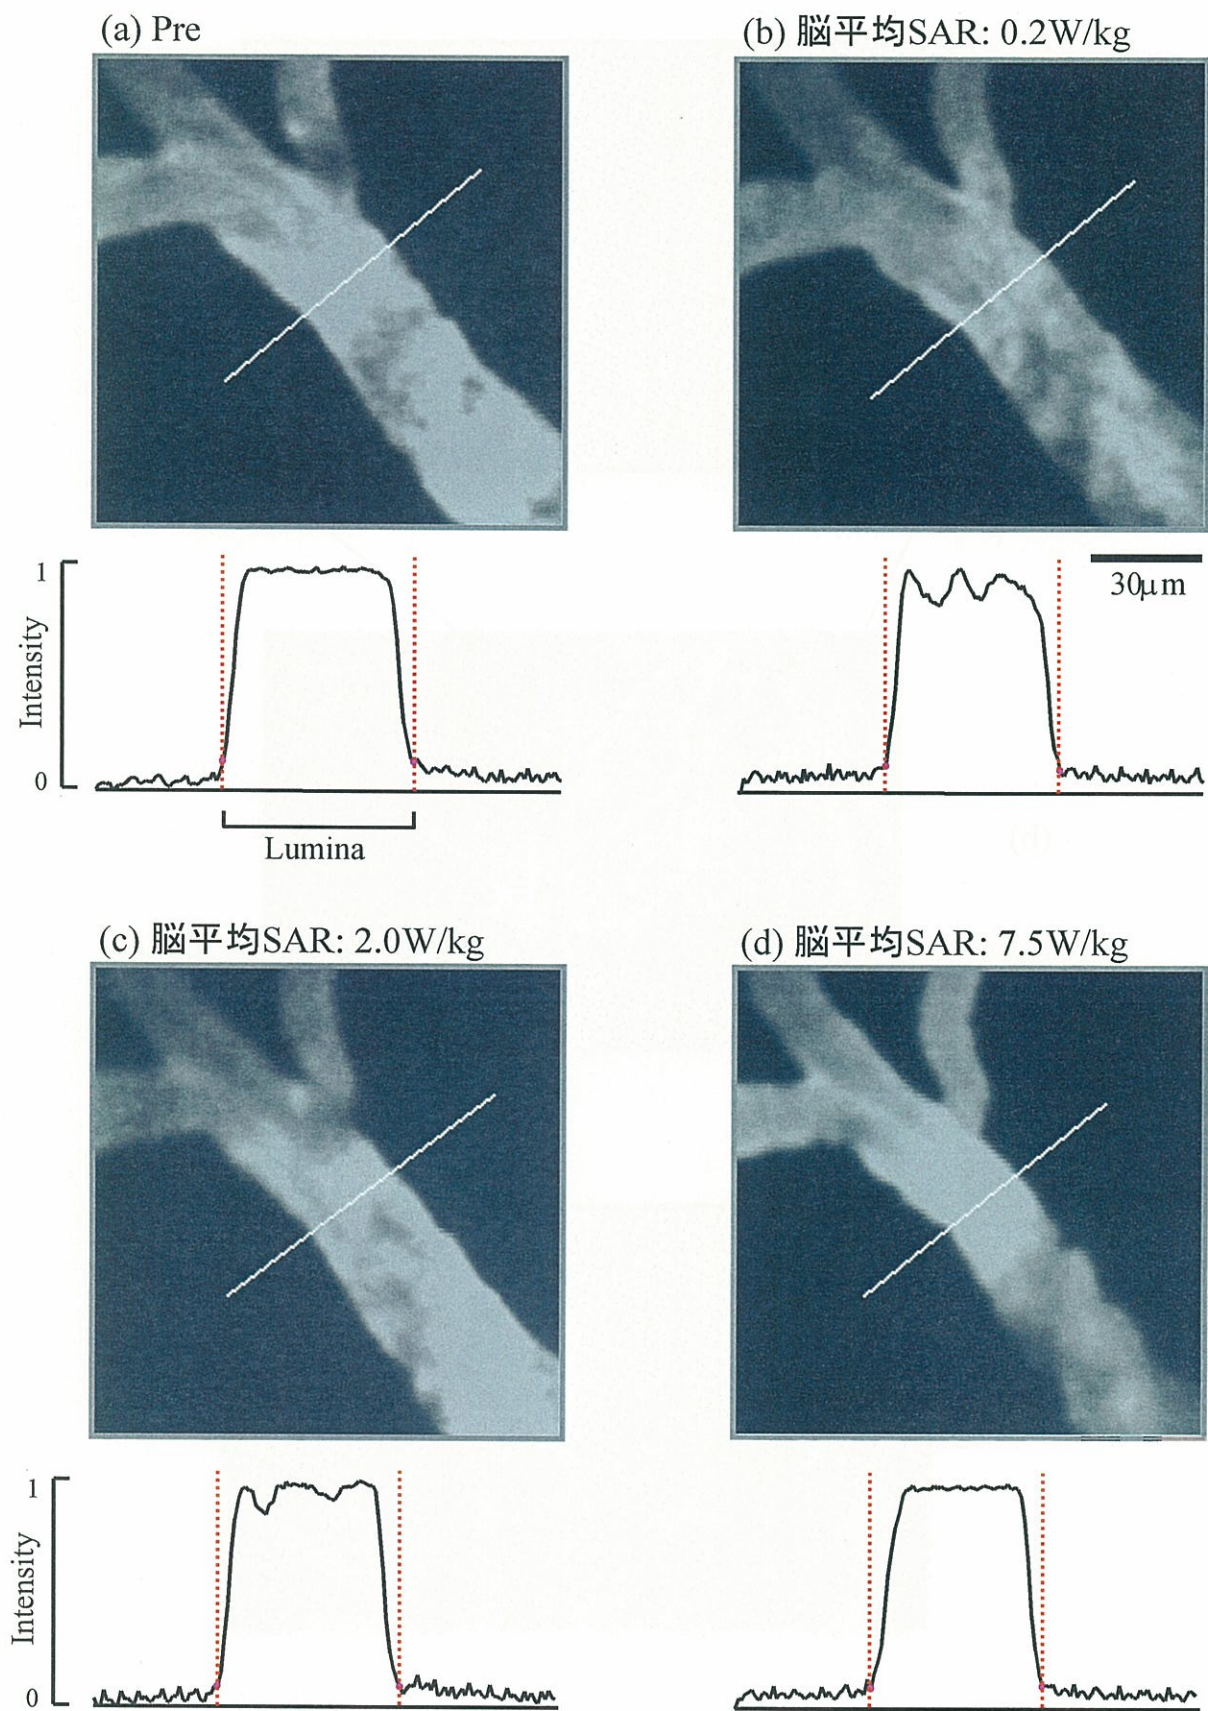 (a) Pre
(b) 脳平均SAR: 0.2W/kg
1
Intensity
0
Lumina
30μm
(c) 脳平均SAR: 2.0W/kg
(d) 脳平均SAR: 7.5W/kg
1
Intensity
0